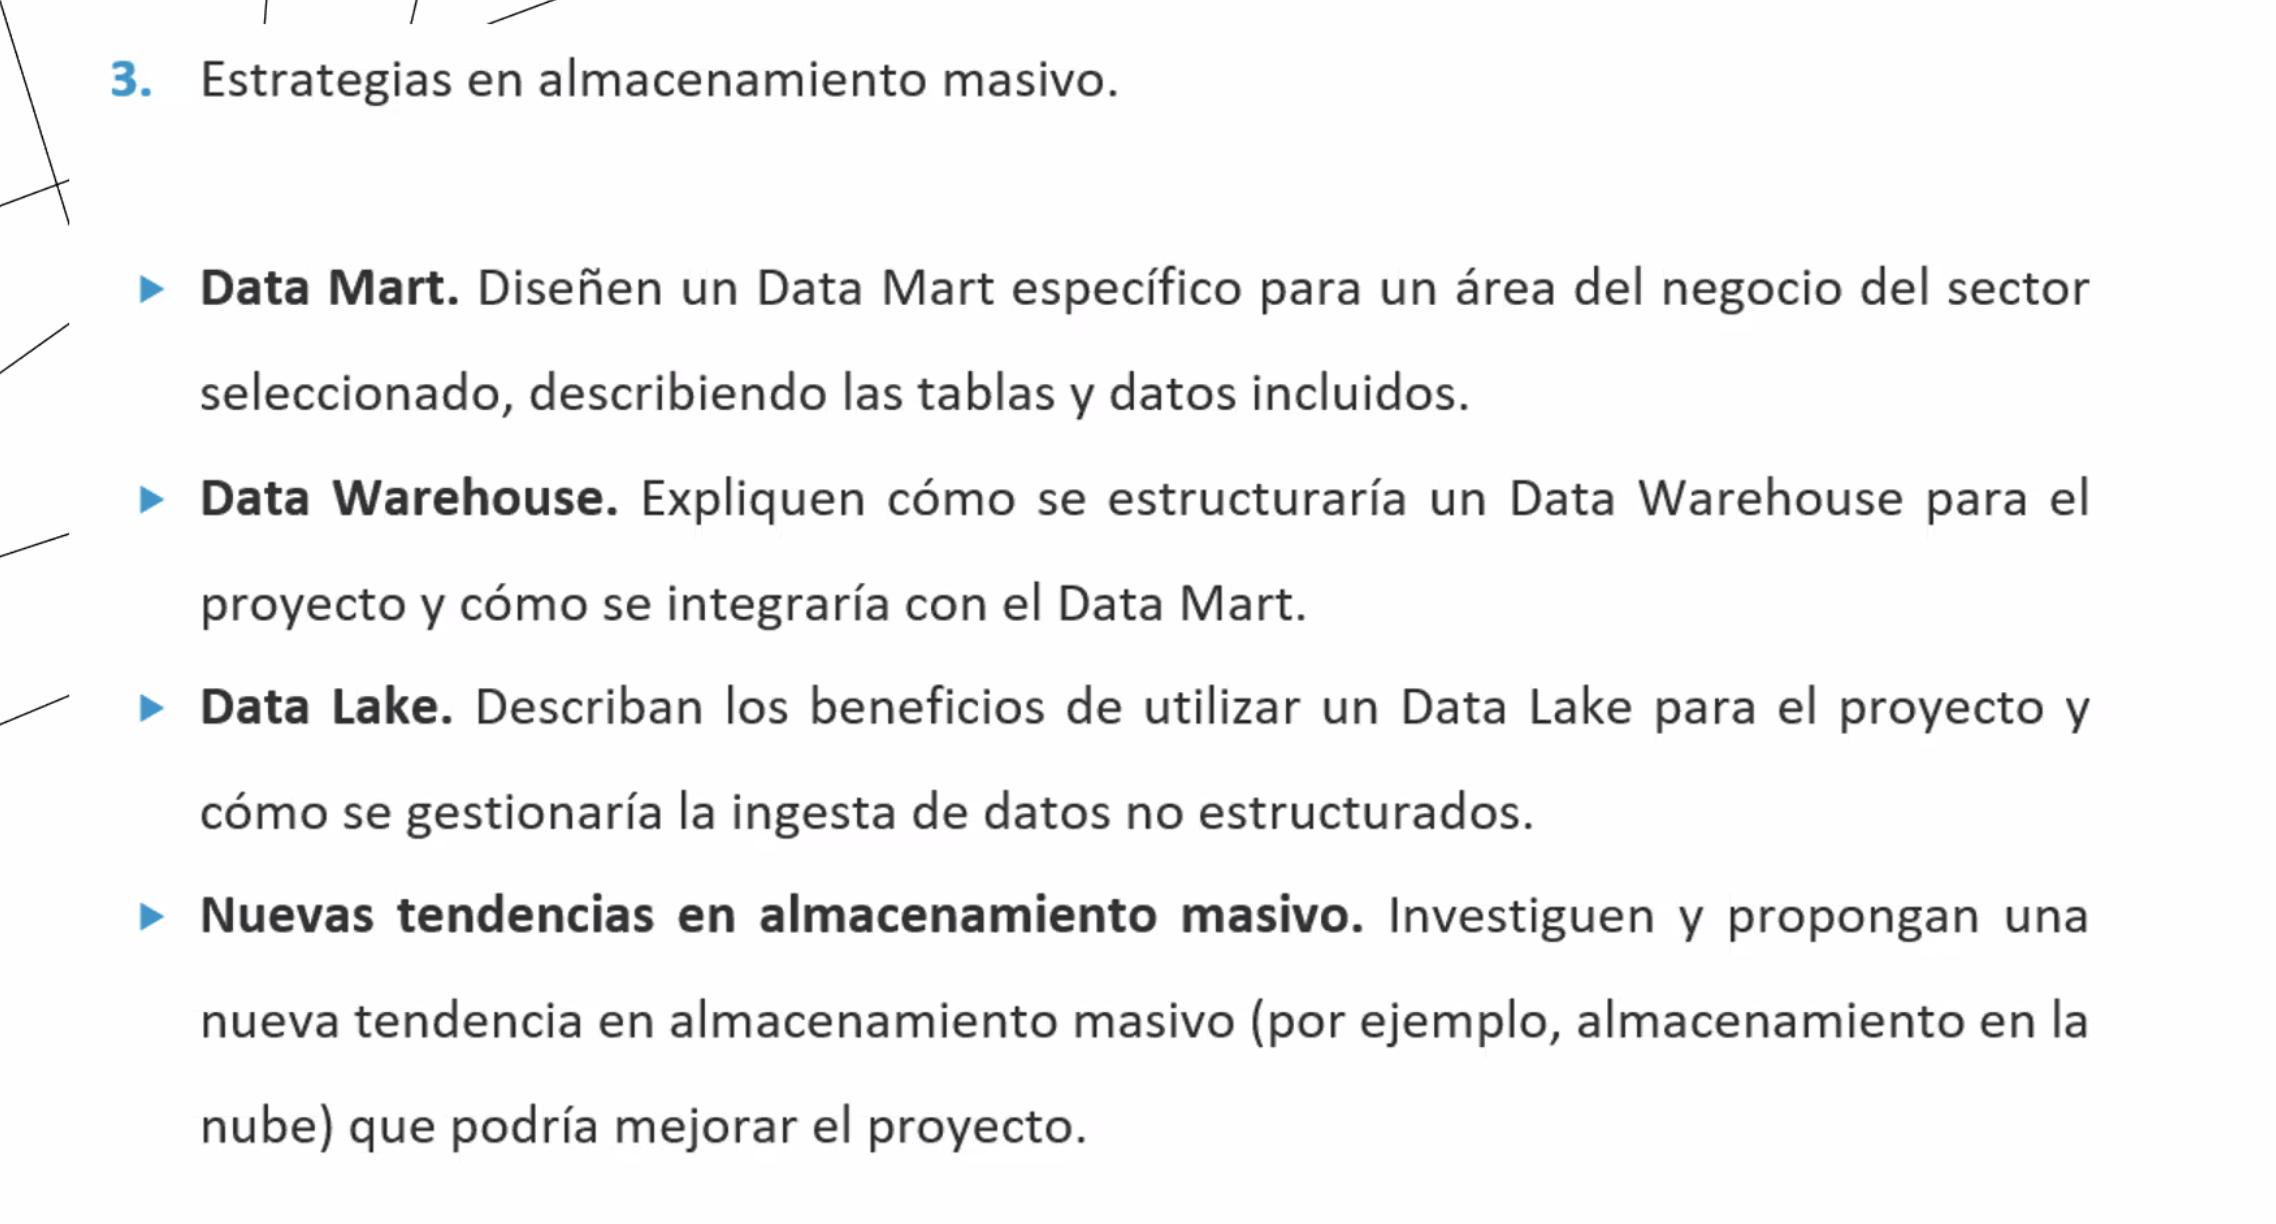 3. Estrategias en almacenamiento masivo.
Data Mart. Diseñen un Data Mart específico para un área del negocio del sector
seleccionado, describiendo las tablas y datos incluidos.
Data Warehouse. Expliquen cómo se estructuraría un Data Warehouse para el
proyecto y cómo se integraría con el Data Mart.
Data Lake. Describan los beneficios de utilizar un Data Lake para el proyecto y
cómo se gestionaría la ingesta de datos no estructurados.
Nuevas tendencias en almacenamiento masivo. Investiguen y propongan una
nueva tendencia en almacenamiento masivo (por ejemplo, almacenamiento en la
nube) que podría mejorar el proyecto.